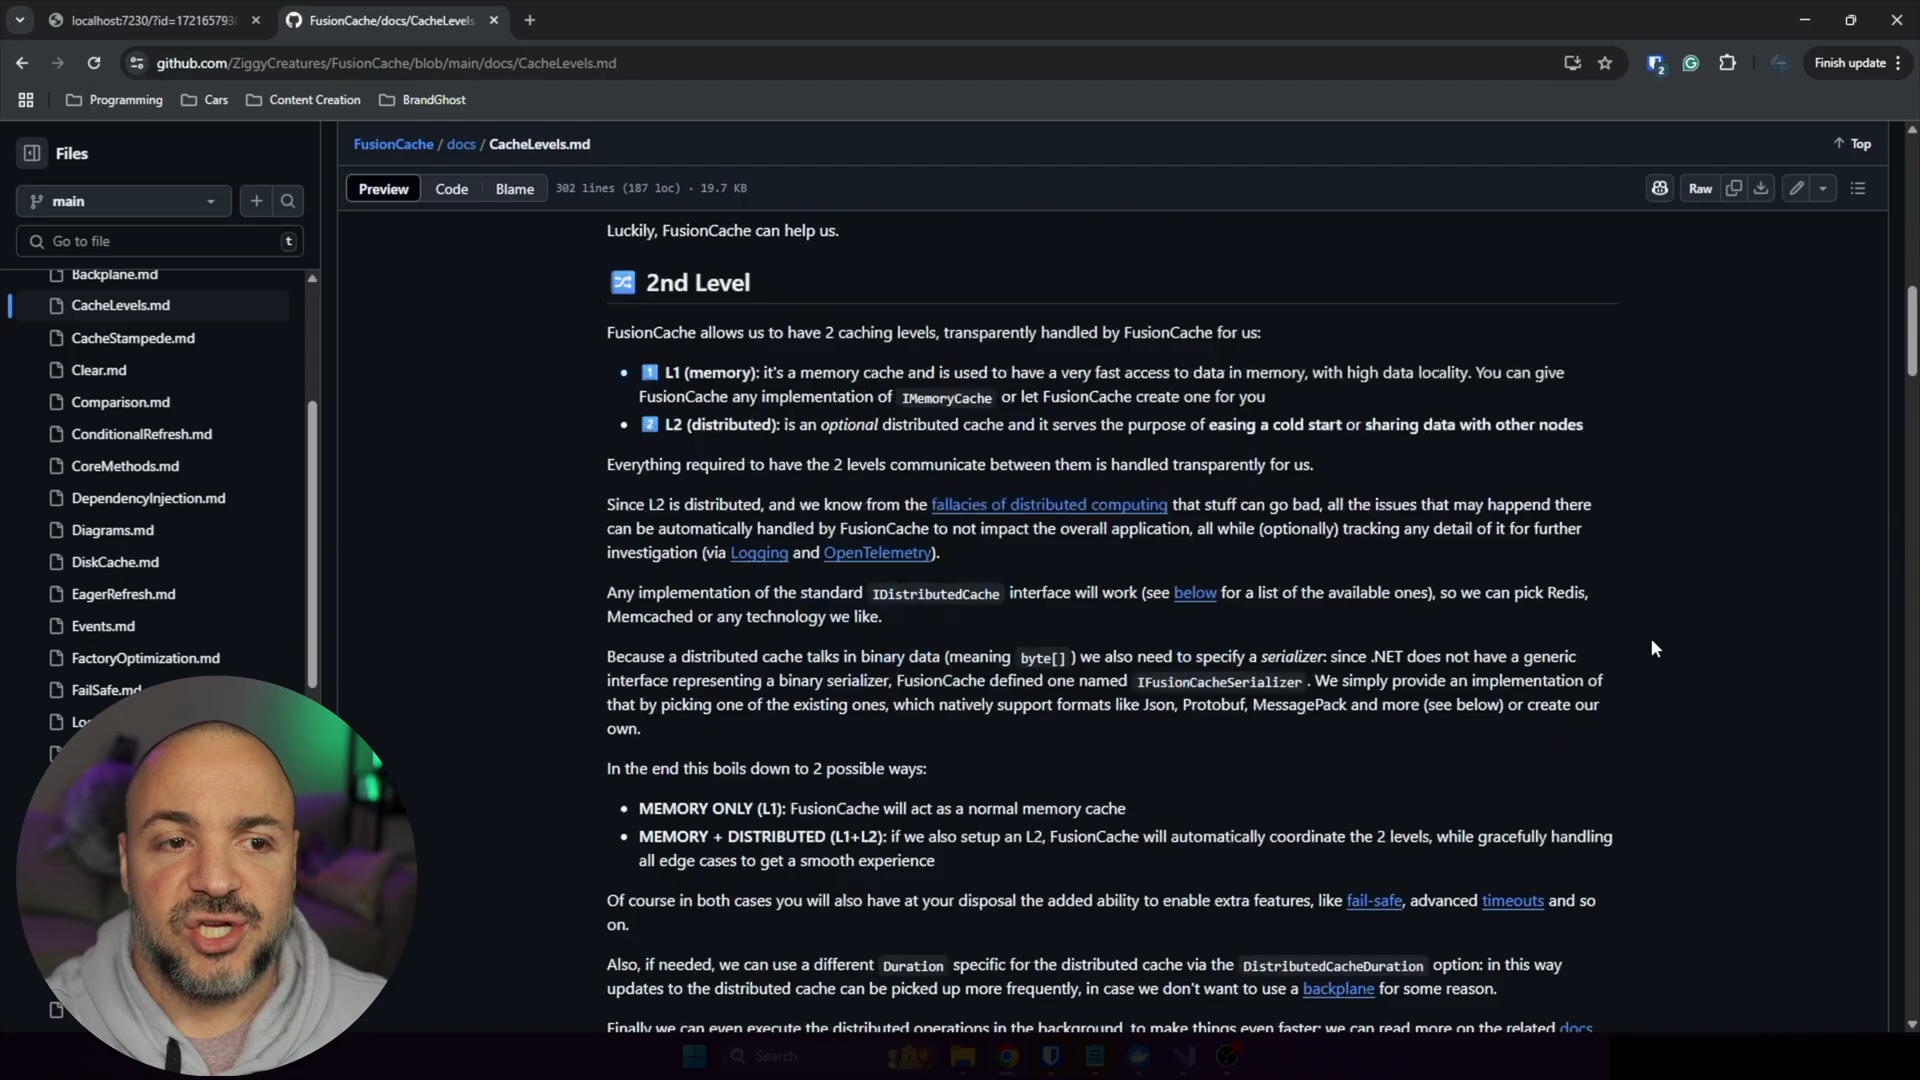 localhost:7230/?id=172165793
FusionCache/docs/CacheLevels
github.com/ZiggyCreatures/FusionCache/blob/main/docs/CacheLevels.md
2
Finish update
Programming
Cars
Content Creation
BrandGhost
Files
FusionCache / docs / CacheLevels.md
Top
main
Preview
Code
Blame
302 lines (187 loc) · 19.7 KB
Raw
Go to file
t
Backplane.md
CacheLevels.md
CacheStampede.md
Clear.md
Comparison.md
ConditionalRefresh.md
CoreMethods.md
DependencyInjection.md
Diagrams.md
DiskCache.md
EagerRefresh.md
Events.md
FactoryOptimization.md
FailSafe.md
Luckily, FusionCache can help us.
2nd Level
FusionCache allows us to have 2 caching levels, transparently handled by FusionCache for us:
1 L1 (memory): it's a memory cache and is used to have a very fast access to data in memory, with high data locality. You can give
FusionCache any implementation of IMemoryCache or let FusionCache create one for you
2 L2 (distributed): is an optional distributed cache and it serves the purpose of easing a cold start or sharing data with other nodes
Everything required to have the 2 levels communicate between them is handled transparently for us.
Since L2 is distributed, and we know from the fallacies of distributed computing that stuff can go bad, all the issues that may happend there
can be automatically handled by FusionCache to not impact the overall application, all while (optionally) tracking any detail of it for further
investigation (via Logging and OpenTelemetry).
Any implementation of the standard IDistributedCache interface will work (see below for a list of the available ones), so we can pick Redis,
Memcached or any technology we like.
Because a distributed cache talks in binary data (meaning byte[]) we also need to specify a serializer: since .NET does not have a generic
interface representing a binary serializer, FusionCache defined one named IFusionCacheSerializer. We simply provide an implementation of
that by picking one of the existing ones, which natively support formats like Json, Protobuf, MessagePack and more (see below) or create our
own.
In the end this boils down to 2 possible ways:
MEMORY ONLY (L1): FusionCache will act as a normal memory cache
MEMORY + DISTRIBUTED (L1+L2): if we also setup an L2, FusionCache will automatically coordinate the 2 levels, while gracefully handling
all edge cases to get a smooth experience
Of course in both cases you will also have at your disposal the added ability to enable extra features, like fail-safe, advanced timeouts and so
on.
Also, if needed, we can use a different Duration specific for the distributed cache via the DistributedCacheDuration option: in this way
updates to the distributed cache can be picked up more frequently, in case we don't want to use a backplane for some reason.
Finally we can even execute the distributed operations in the background, to make things even faster: we can read more on the related docs
Search